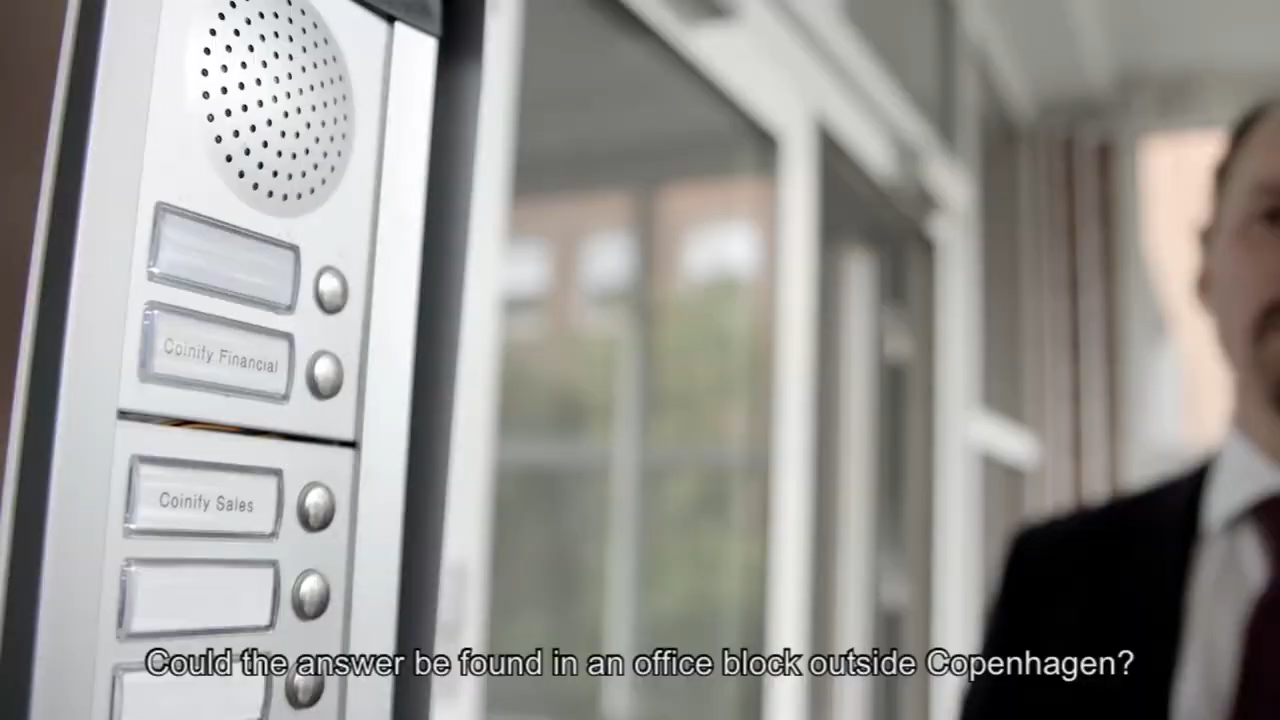 Coinify Financial
Coinify Sales
Could the answer be found in an office block outside Copenhagen?